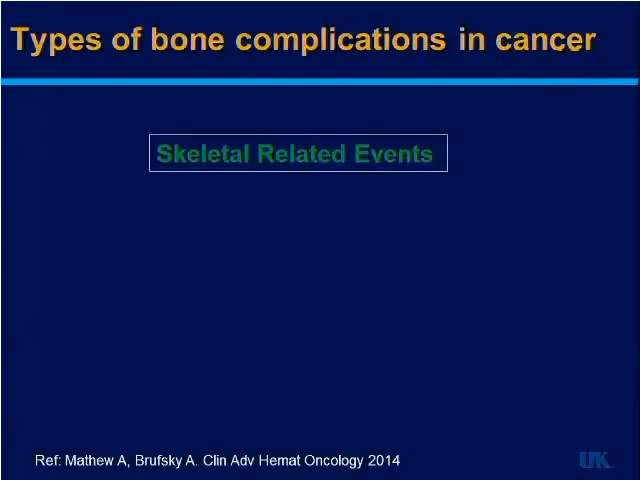 Types of bone complications in cancer
Skeletal Related Events
Ref: Mathew A, Brufsky A. Clin Adv Hemat Oncology 2014
UK